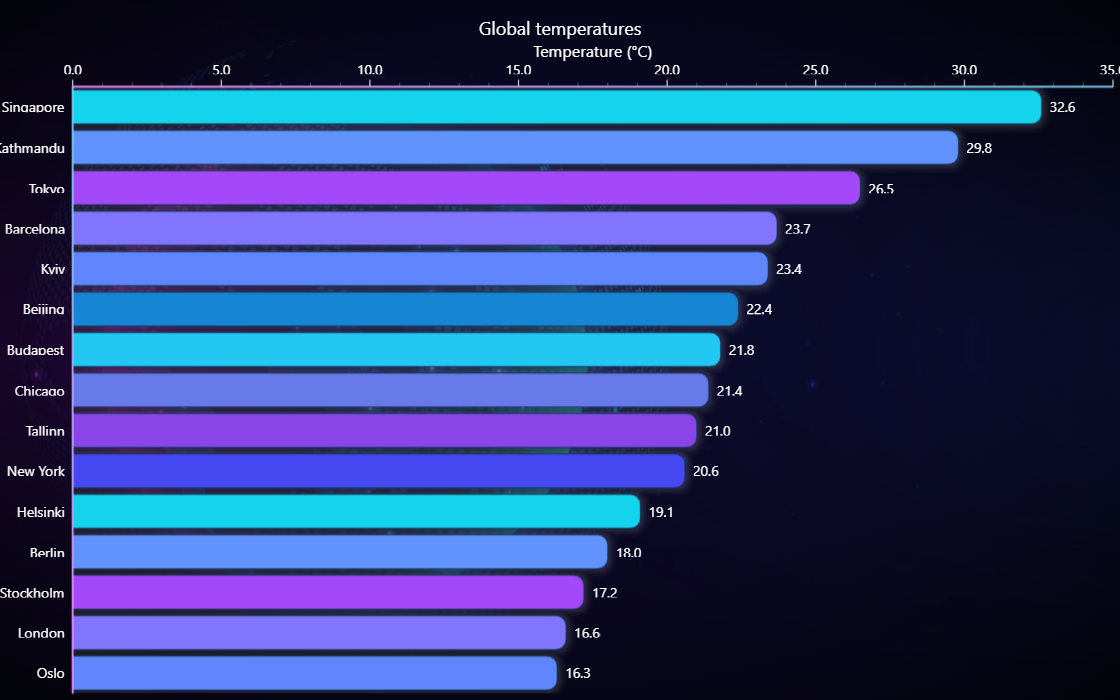 Global temperatures
Temperature (°C)
0.0 5.0 10.0 15.0 20.0 25.0 30.0 35.0
Singapore 32.6
Kathmandu 29.8
Tokyo 26.5
Barcelona 23.7
Kyiv 23.4
Beijing 22.4
Budapest 21.8
Chicago 21.4
Tallinn 21.0
New York 20.6
Helsinki 19.1
Berlin 18.0
Stockholm 17.2
London 16.6
Oslo 16.3